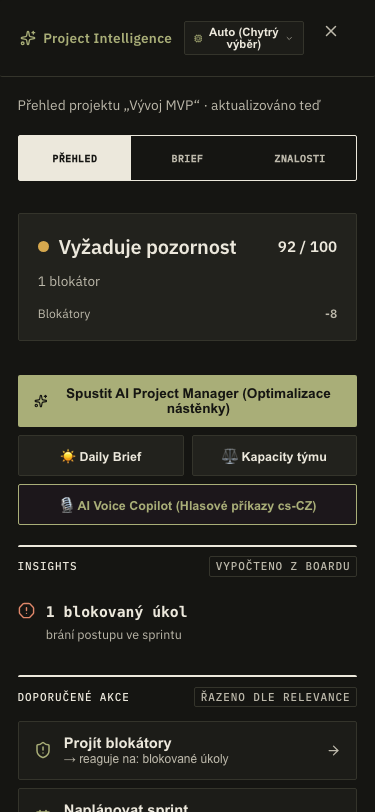 Project Intelligence
Auto (Chytrý
výběr)
Přehled projektu „Vývoj MVP“ · aktualizováno teď
PŘEHLED
BRIEF
ZNALOSTI
Vyžaduje pozornost
92 / 100
1 blokátor
Blokátory
-8
Spustit AI Project Manager (Optimalizace
nástěnky)
Daily Brief
Kapacity týmu
AI Voice Copilot (Hlasové příkazy cs-CZ)
INSIGHTS
VYPOČTENO Z BOARDU
1 blokovaný úkol
brání postupu ve sprintu
DOPORUČENÉ AKCE
ŘAZENO DLE RELEVANCE
Projít blokátory
→ reaguje na: blokované úkoly
Naplánovat sprint